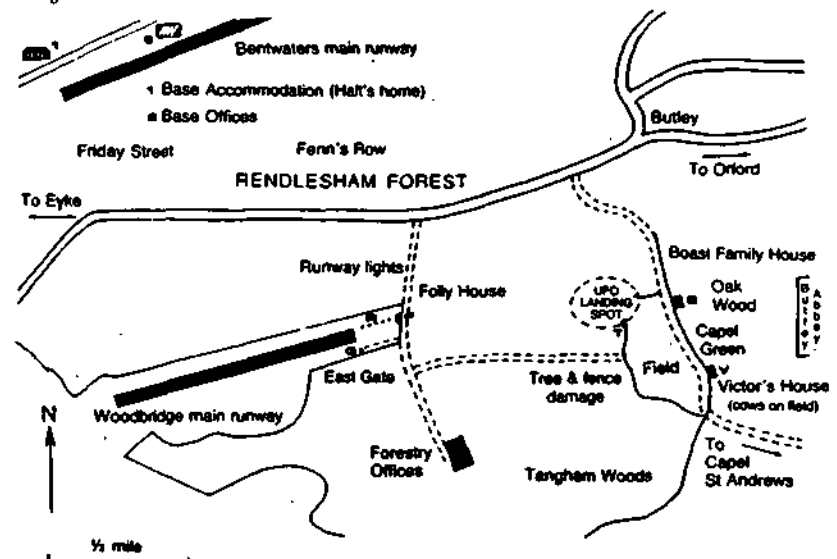 Bentwaters main runway
Base Accommodation (Halt's home)
Base Offices
Friday Street
Fenn's Row
Butley
To Orford
RENDLESHAM FOREST
To Eyke
Boast Family House
Runway lights
Folly House
UFO
LANDING
SPOT
Oak
Wood
Butley
Abbey
Capel
Green
East Gate
Tree & fence
damage
Field
Victor's House
(cows on field)
Woodbridge main runway
N
Forestry
Offices
Tangham Woods
To
Capel
St Andrews
½ mile